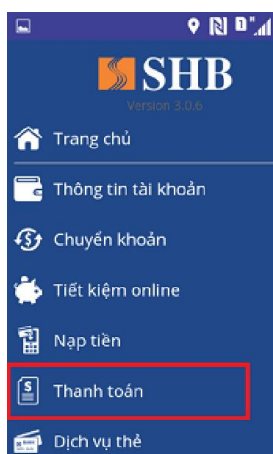 SHB
Version 3.0.6
Trang chủ
Thông tin tài khoản
Chuyển khoản
Tiết kiệm online
Nạp tiền
Thanh toán
Dịch vụ thẻ